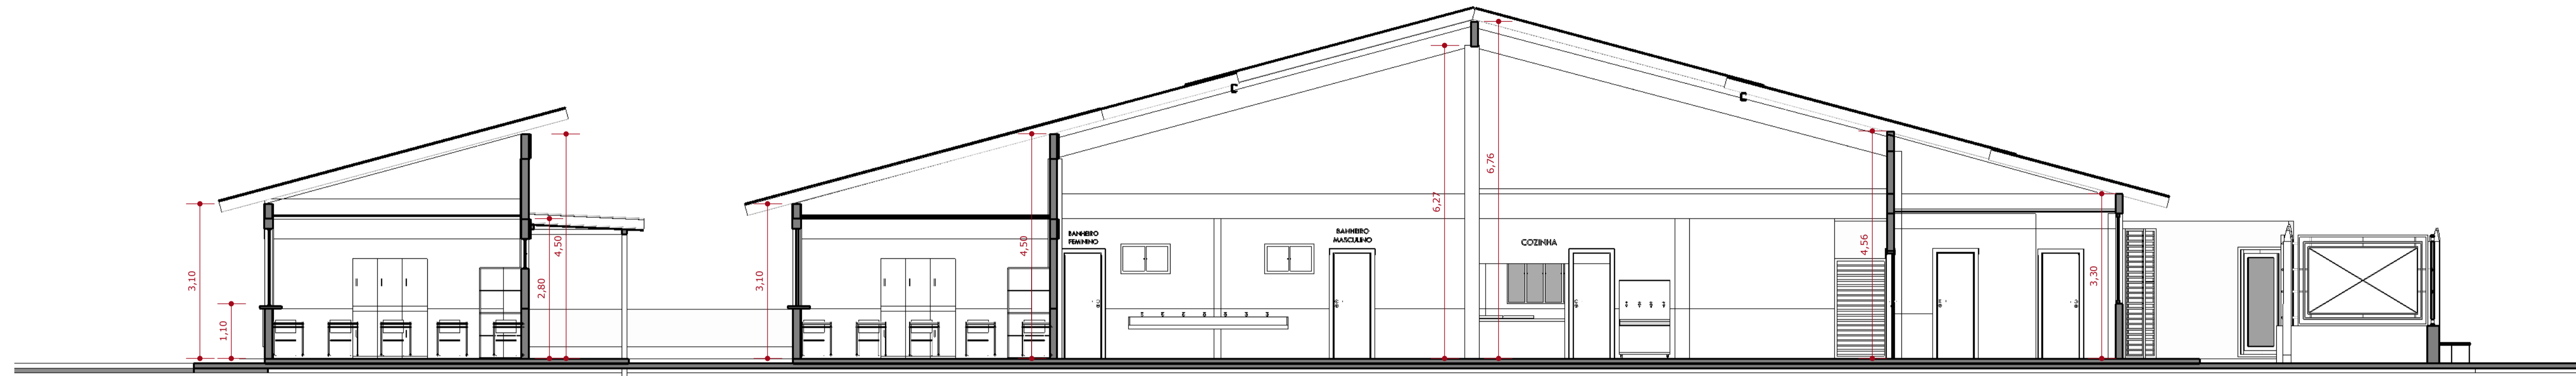 3,10
1,10
2,80
4,50
3,10
4,50
BANHEIRO
FEMININO
BANHEIRO
MASCULINO
6,27
6,76
COZINHA
4,56
3,30